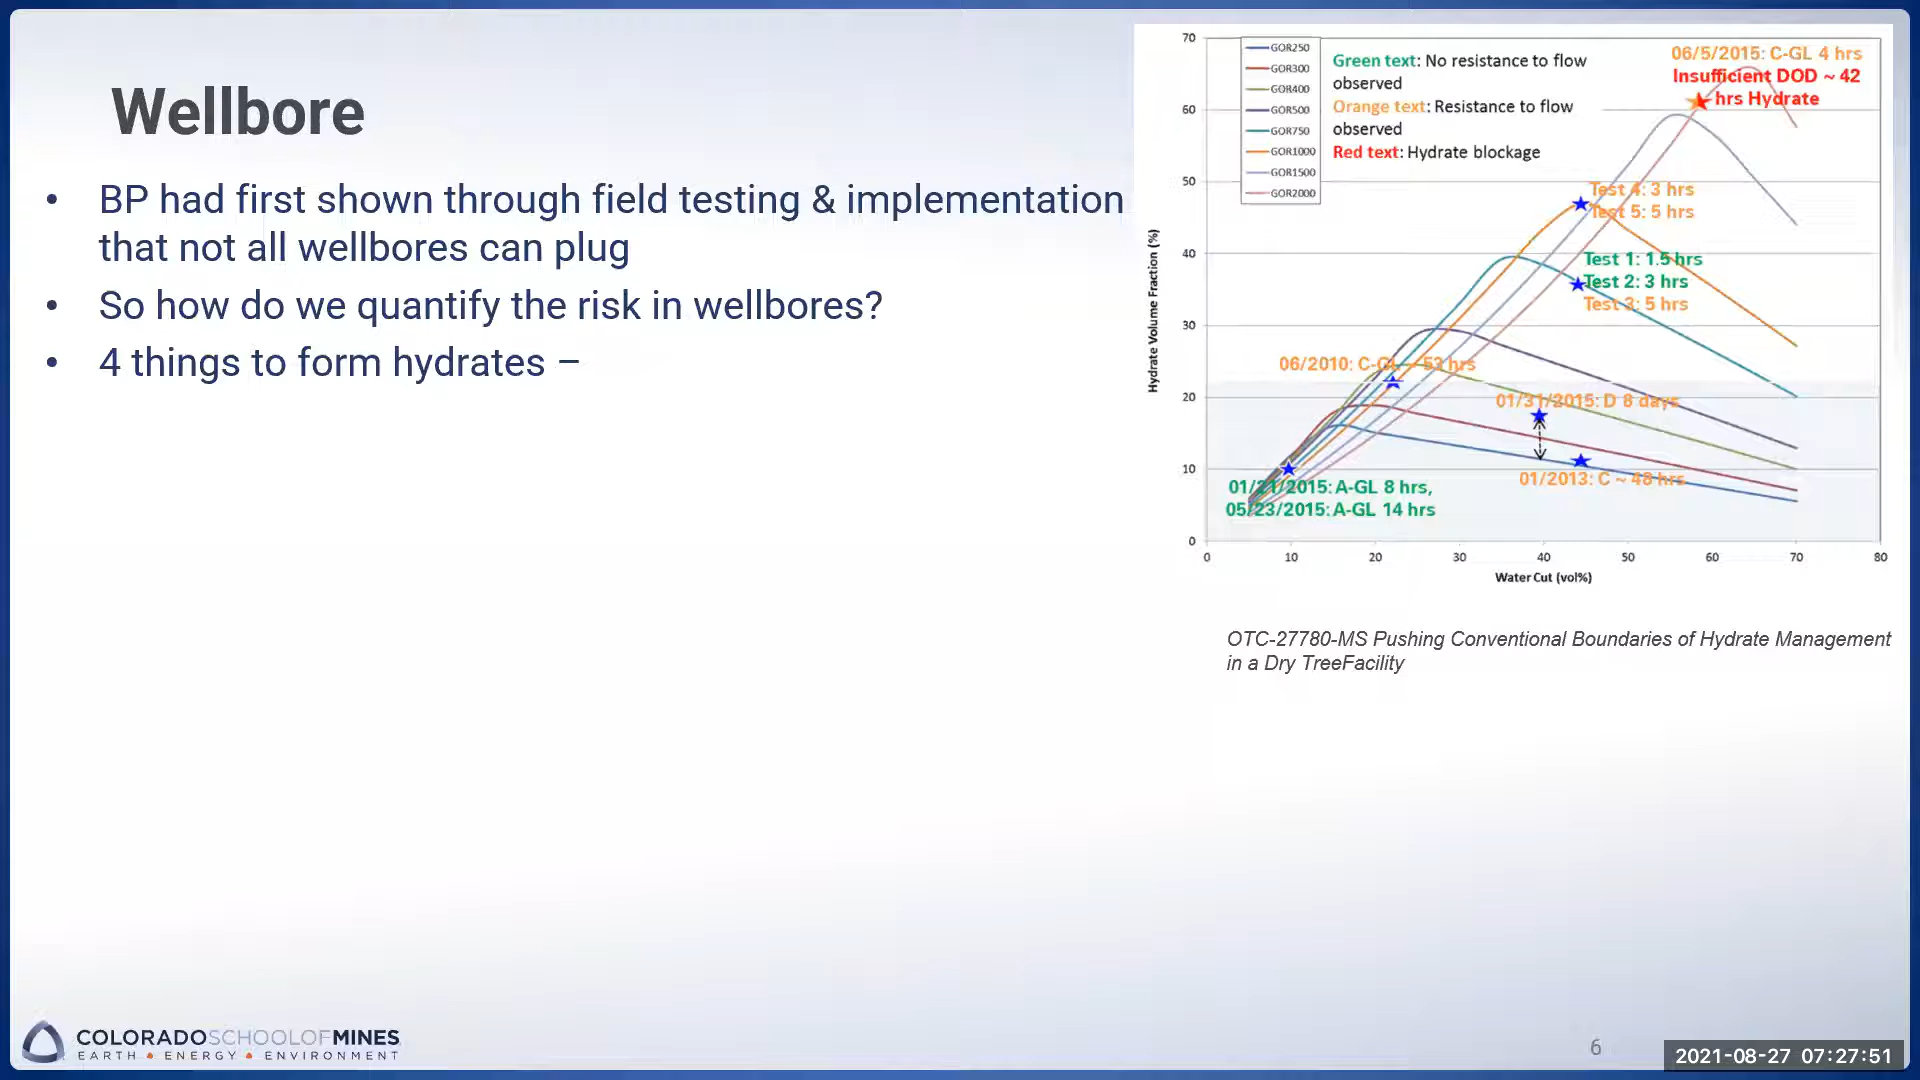 Wellbore
• BP had first shown through field testing & implementation
that not all wellbores can plug
• So how do we quantify the risk in wellbores?
• 4 things to form hydrates –
70
60
50
40
30
20
10
0
Hydrate Volume Fraction (%)
GOR250
GOR300
GOR400
GOR500
GOR750
GOR1000
GOR1500
GOR2000
Green text: No resistance to flow
observed
Orange text: Resistance to flow
observed
Red text: Hydrate blockage
06/5/2015: C-GL 4 hrs
Insufficient DOD ~ 42
hrs Hydrate
Test 4: 3 hrs
Test 5: 5 hrs
Test 1: 1.5 hrs
Test 2: 3 hrs
Test 3: 5 hrs
06/2010: C-GL ~ 53 hrs
01/31/2015: D 8 days
01/2013: C ~ 48 hrs
01/21/2015: A-GL 8 hrs,
05/23/2015: A-GL 14 hrs
0 10 20 30 40 50 60 70 80
Water Cut (vol%)
OTC-27780-MS Pushing Conventional Boundaries of Hydrate Management
in a Dry TreeFacility
COLORADOSCHOOLOFMINES
EARTH • ENERGY • ENVIRONMENT
6
2021-08-27 07:27:51